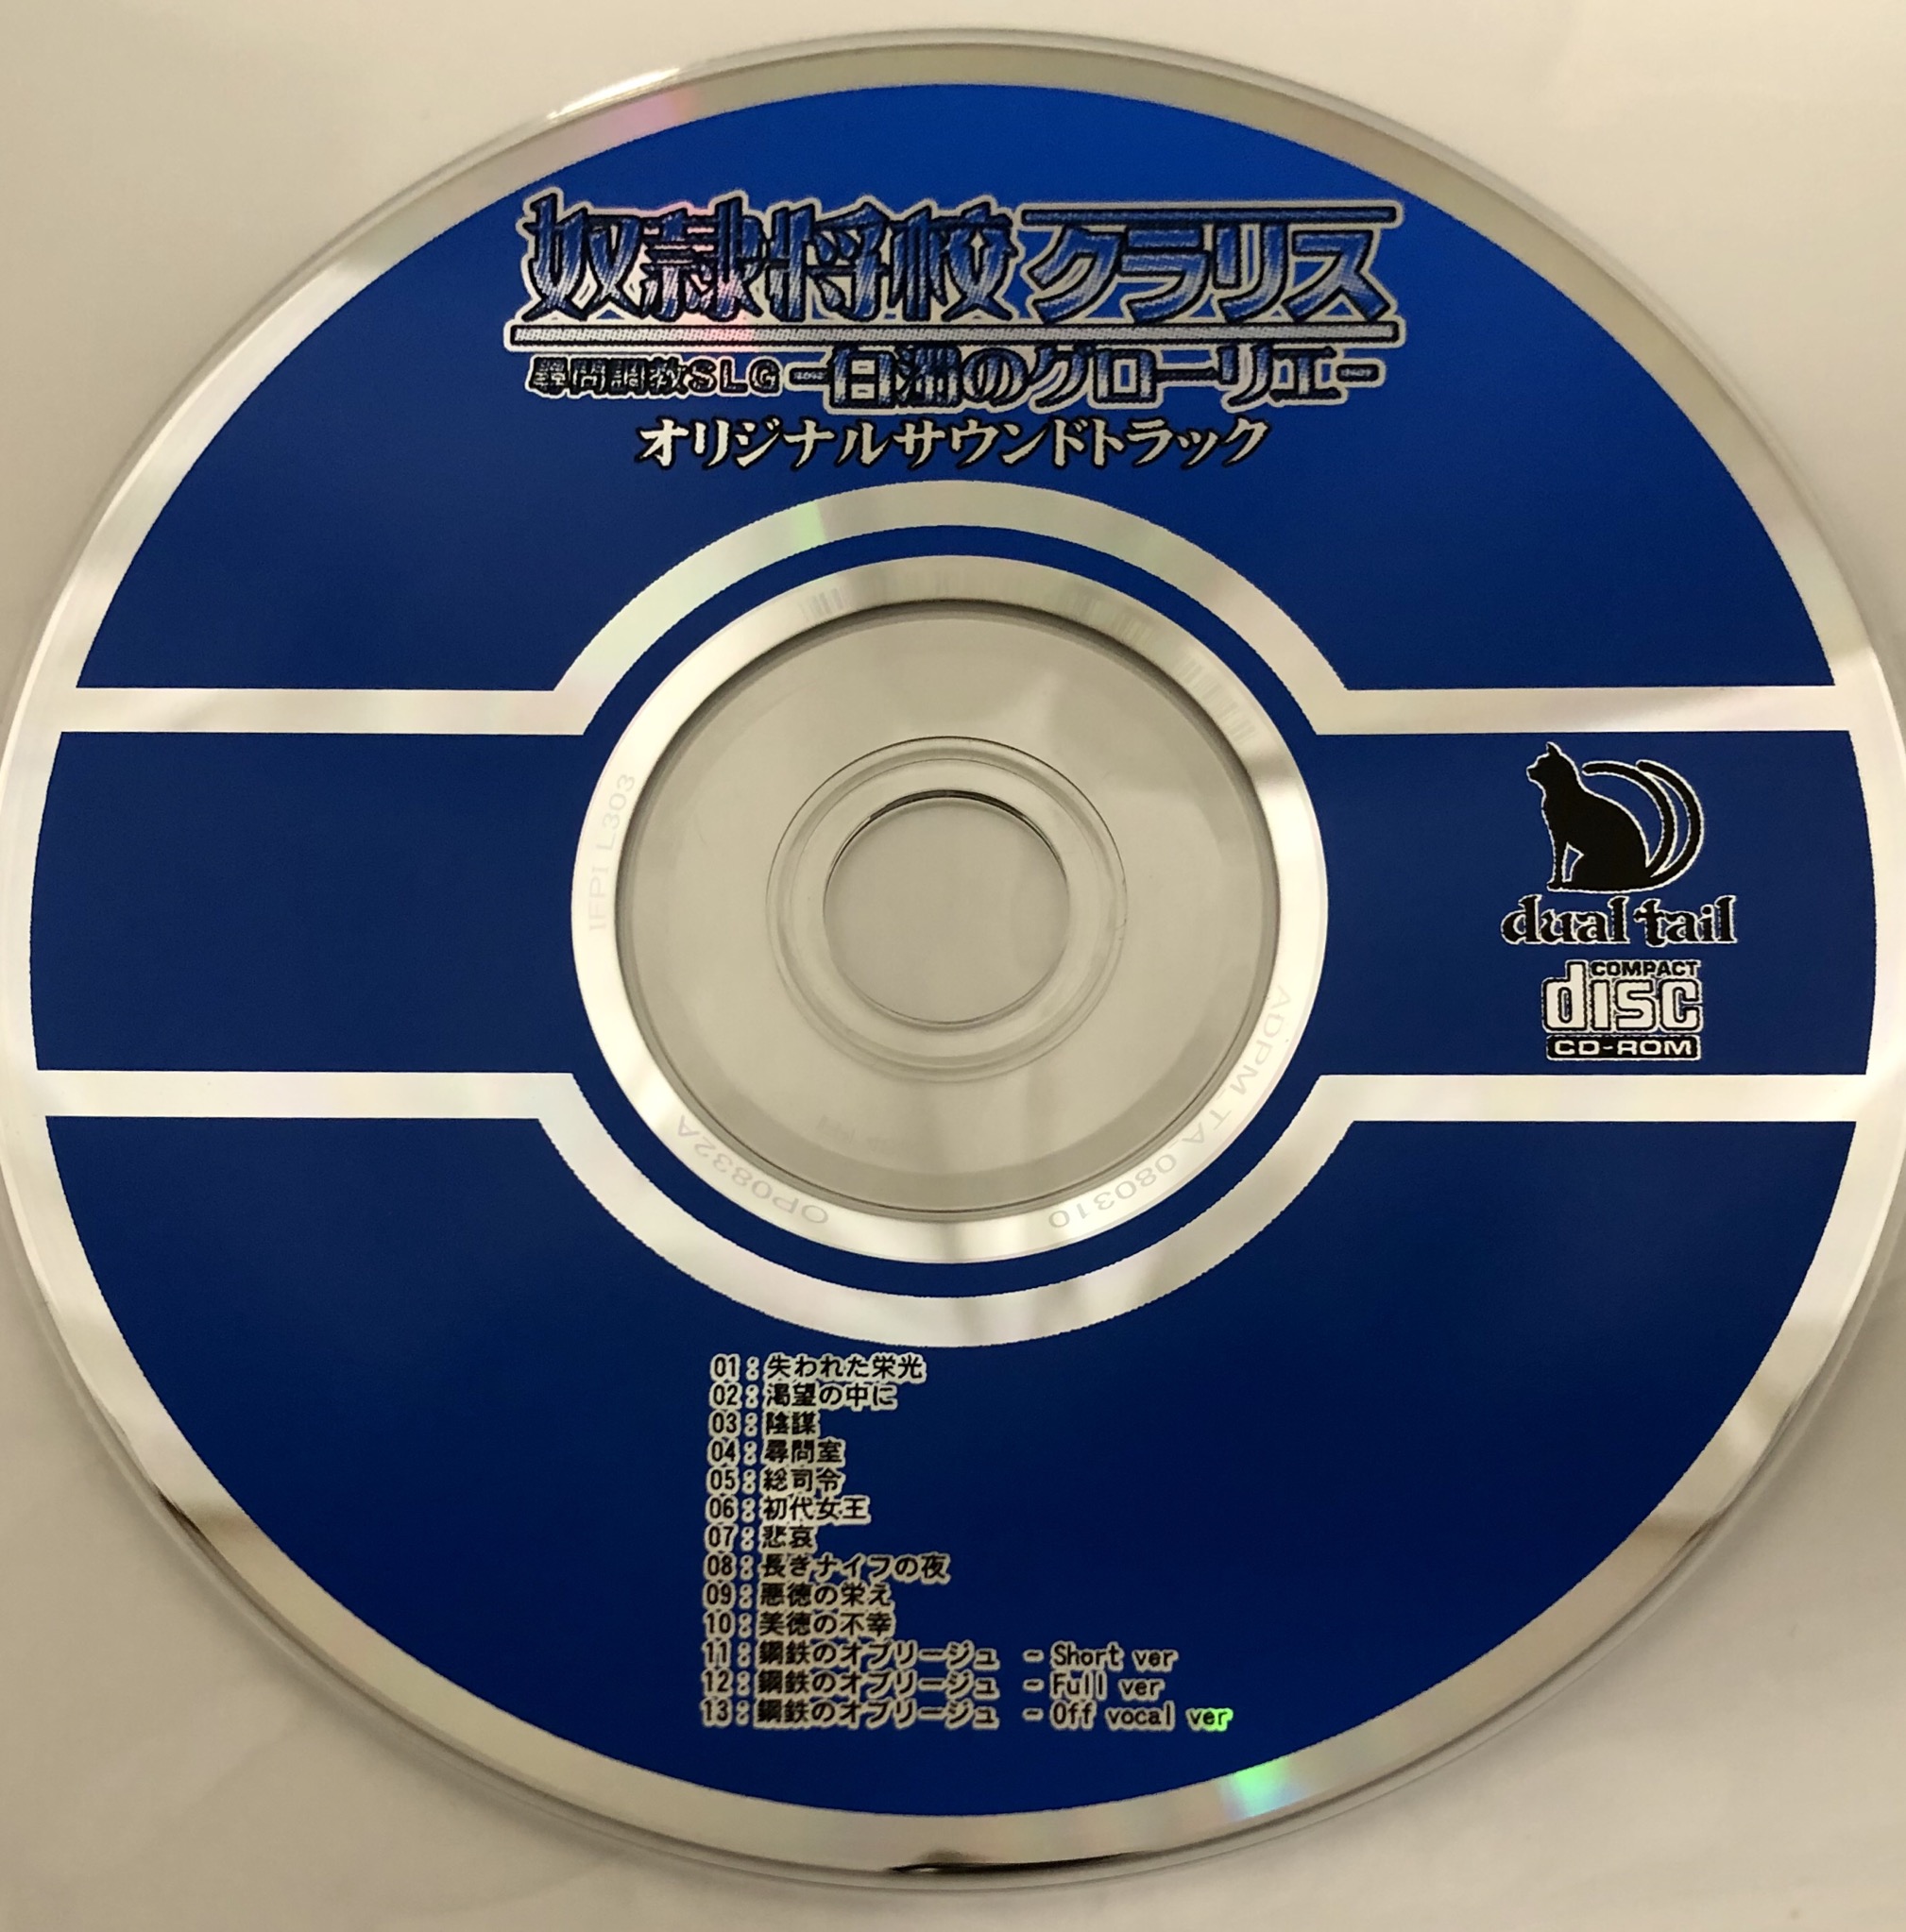 奴隷将校クラリス
尋問調教SLG -白濁のグローリエ-
オリジナルサウンドトラック
IFPI L303
dual tail
COMPACT
disc
CD-ROM
ADPM_TA_080310
OP0832A
01:失われた栄光
02:渇望の中に
03:陰謀
04:尋問室
05:総司令
06:初代女王
07:悲哀
08:長きナイフの夜
09:悪徳の栄え
10:美徳の不幸
11:鋼鉄のオブリージュ - Short ver
12:鋼鉄のオブリージュ - Full ver
13:鋼鉄のオブリージュ - Off vocal ver